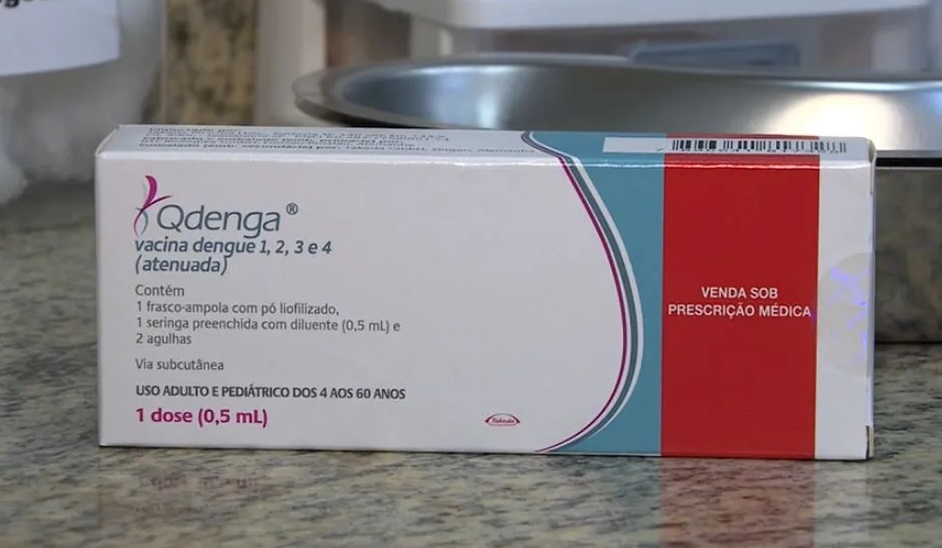 Qdenga®
vacina dengue 1, 2, 3 e 4
(atenuada)
Contém
1 frasco-ampola com pó liofilizado,
1 seringa preenchida com diluente (0,5 mL) e
2 agulhas
Via subcutânea
USO ADULTO E PEDIÁTRICO DOS 4 AOS 60 ANOS
1 dose (0,5 mL)
Takeda
VENDA SOB
PRESCRIÇÃO MÉDICA